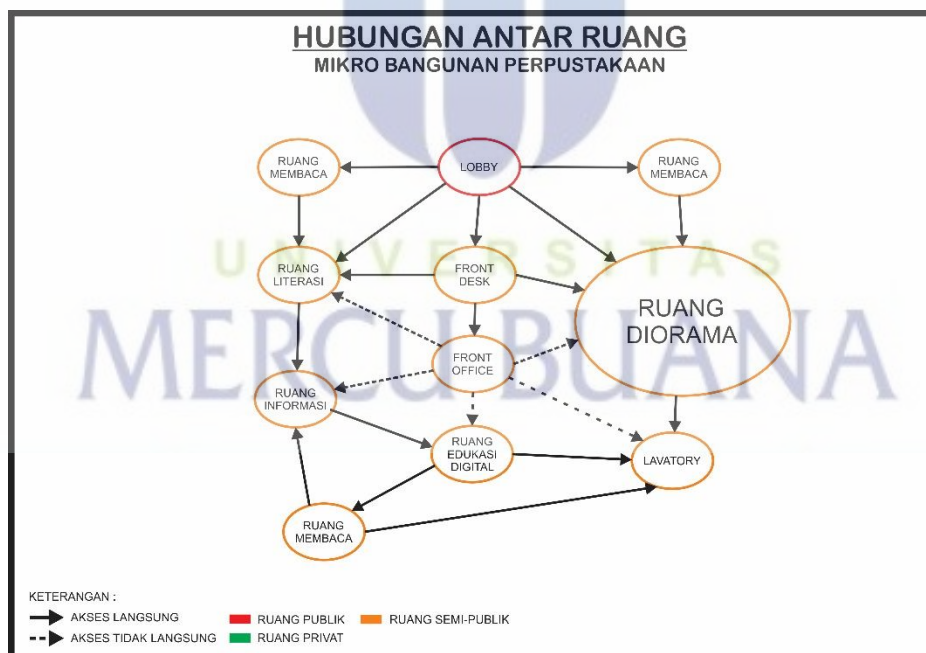 HUBUNGAN ANTAR RUANG
MIKRO BANGUNAN PERPUSTAKAAN
RUANG
MEMBACA
LOBBY
RUANG
MEMBACA
UNIVERSITAS
RUANG
LITERASI
FRONT
DESK
RUANG
DIORAMA
MERCU BUANA
FRONT
OFFICE
RUANG
INFORMASI
RUANG
EDUKASI
DIGITAL
LAVATORY
RUANG
MEMBACA
KETERANGAN :
AKSES LANGSUNG
RUANG PUBLIK
RUANG SEMI-PUBLIK
AKSES TIDAK LANGSUNG
RUANG PRIVAT